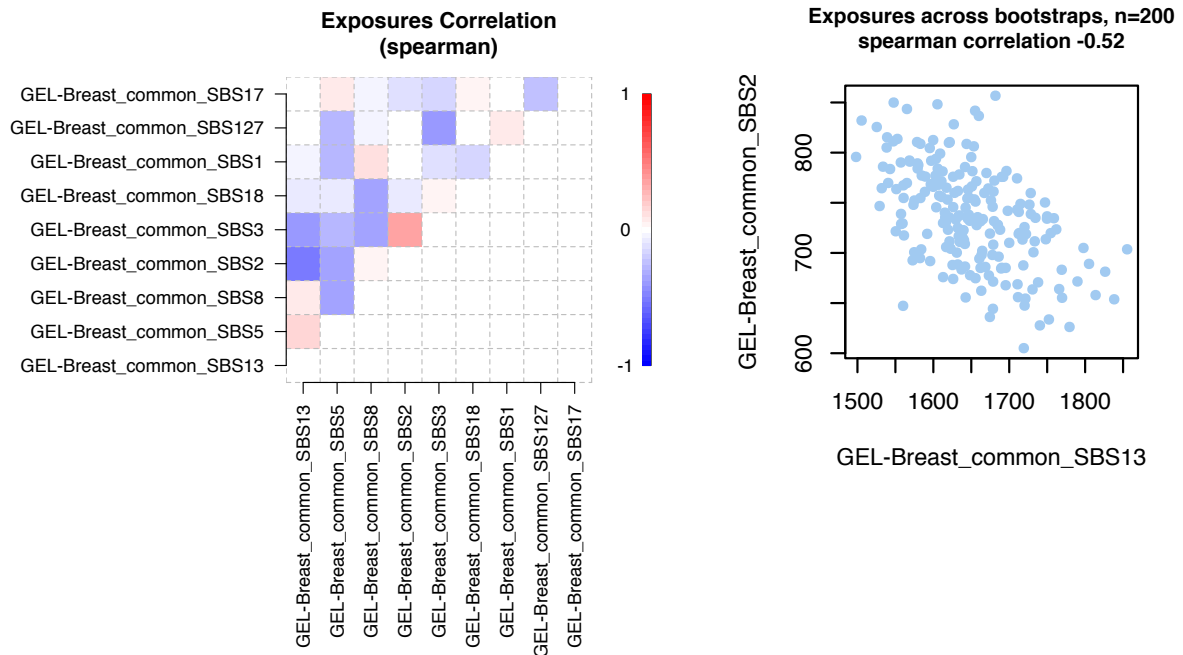 Exposures Correlation
(spearman)
GEL-Breast_common_SBS17
GEL-Breast_common_SBS127
GEL-Breast_common_SBS1
GEL-Breast_common_SBS18
GEL-Breast_common_SBS3
GEL-Breast_common_SBS2
GEL-Breast_common_SBS8
GEL-Breast_common_SBS5
GEL-Breast_common_SBS13
GEL-Breast_common_SBS13
GEL-Breast_common_SBS5
GEL-Breast_common_SBS8
GEL-Breast_common_SBS2
GEL-Breast_common_SBS3
GEL-Breast_common_SBS18
GEL-Breast_common_SBS1
GEL-Breast_common_SBS127
GEL-Breast_common_SBS17
1
0
-1
Exposures across bootstraps, n=200
spearman correlation -0.52
GEL-Breast_common_SBS2
800
700
600
1500 1600 1700 1800
GEL-Breast_common_SBS13